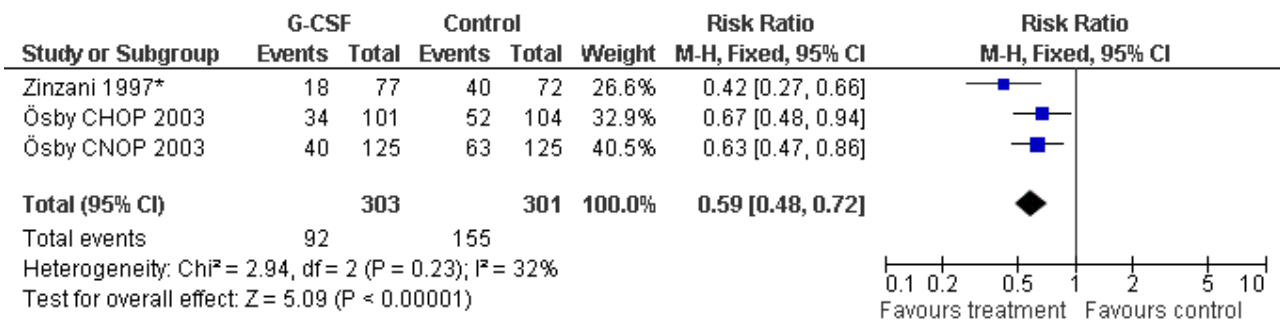 G-CSF Control Risk Ratio Risk Ratio
Study or Subgroup Events Total Events Total Weight M-H, Fixed, 95% CI M-H, Fixed, 95% CI
Zinzani 1997* 18 77 40 72 26.6% 0.42 [0.27, 0.66]
Ösby CHOP 2003 34 101 52 104 32.9% 0.67 [0.48, 0.94]
Ösby CNOP 2003 40 125 63 125 40.5% 0.63 [0.47, 0.86]
Total (95% CI) 303 301 100.0% 0.59 [0.48, 0.72]
Total events 92 155
Heterogeneity: Chi² = 2.94, df = 2 (P = 0.23); I² = 32%
Test for overall effect: Z = 5.09 (P < 0.00001)
0.1 0.2 0.5 1 2 5 10
Favours treatment Favours control